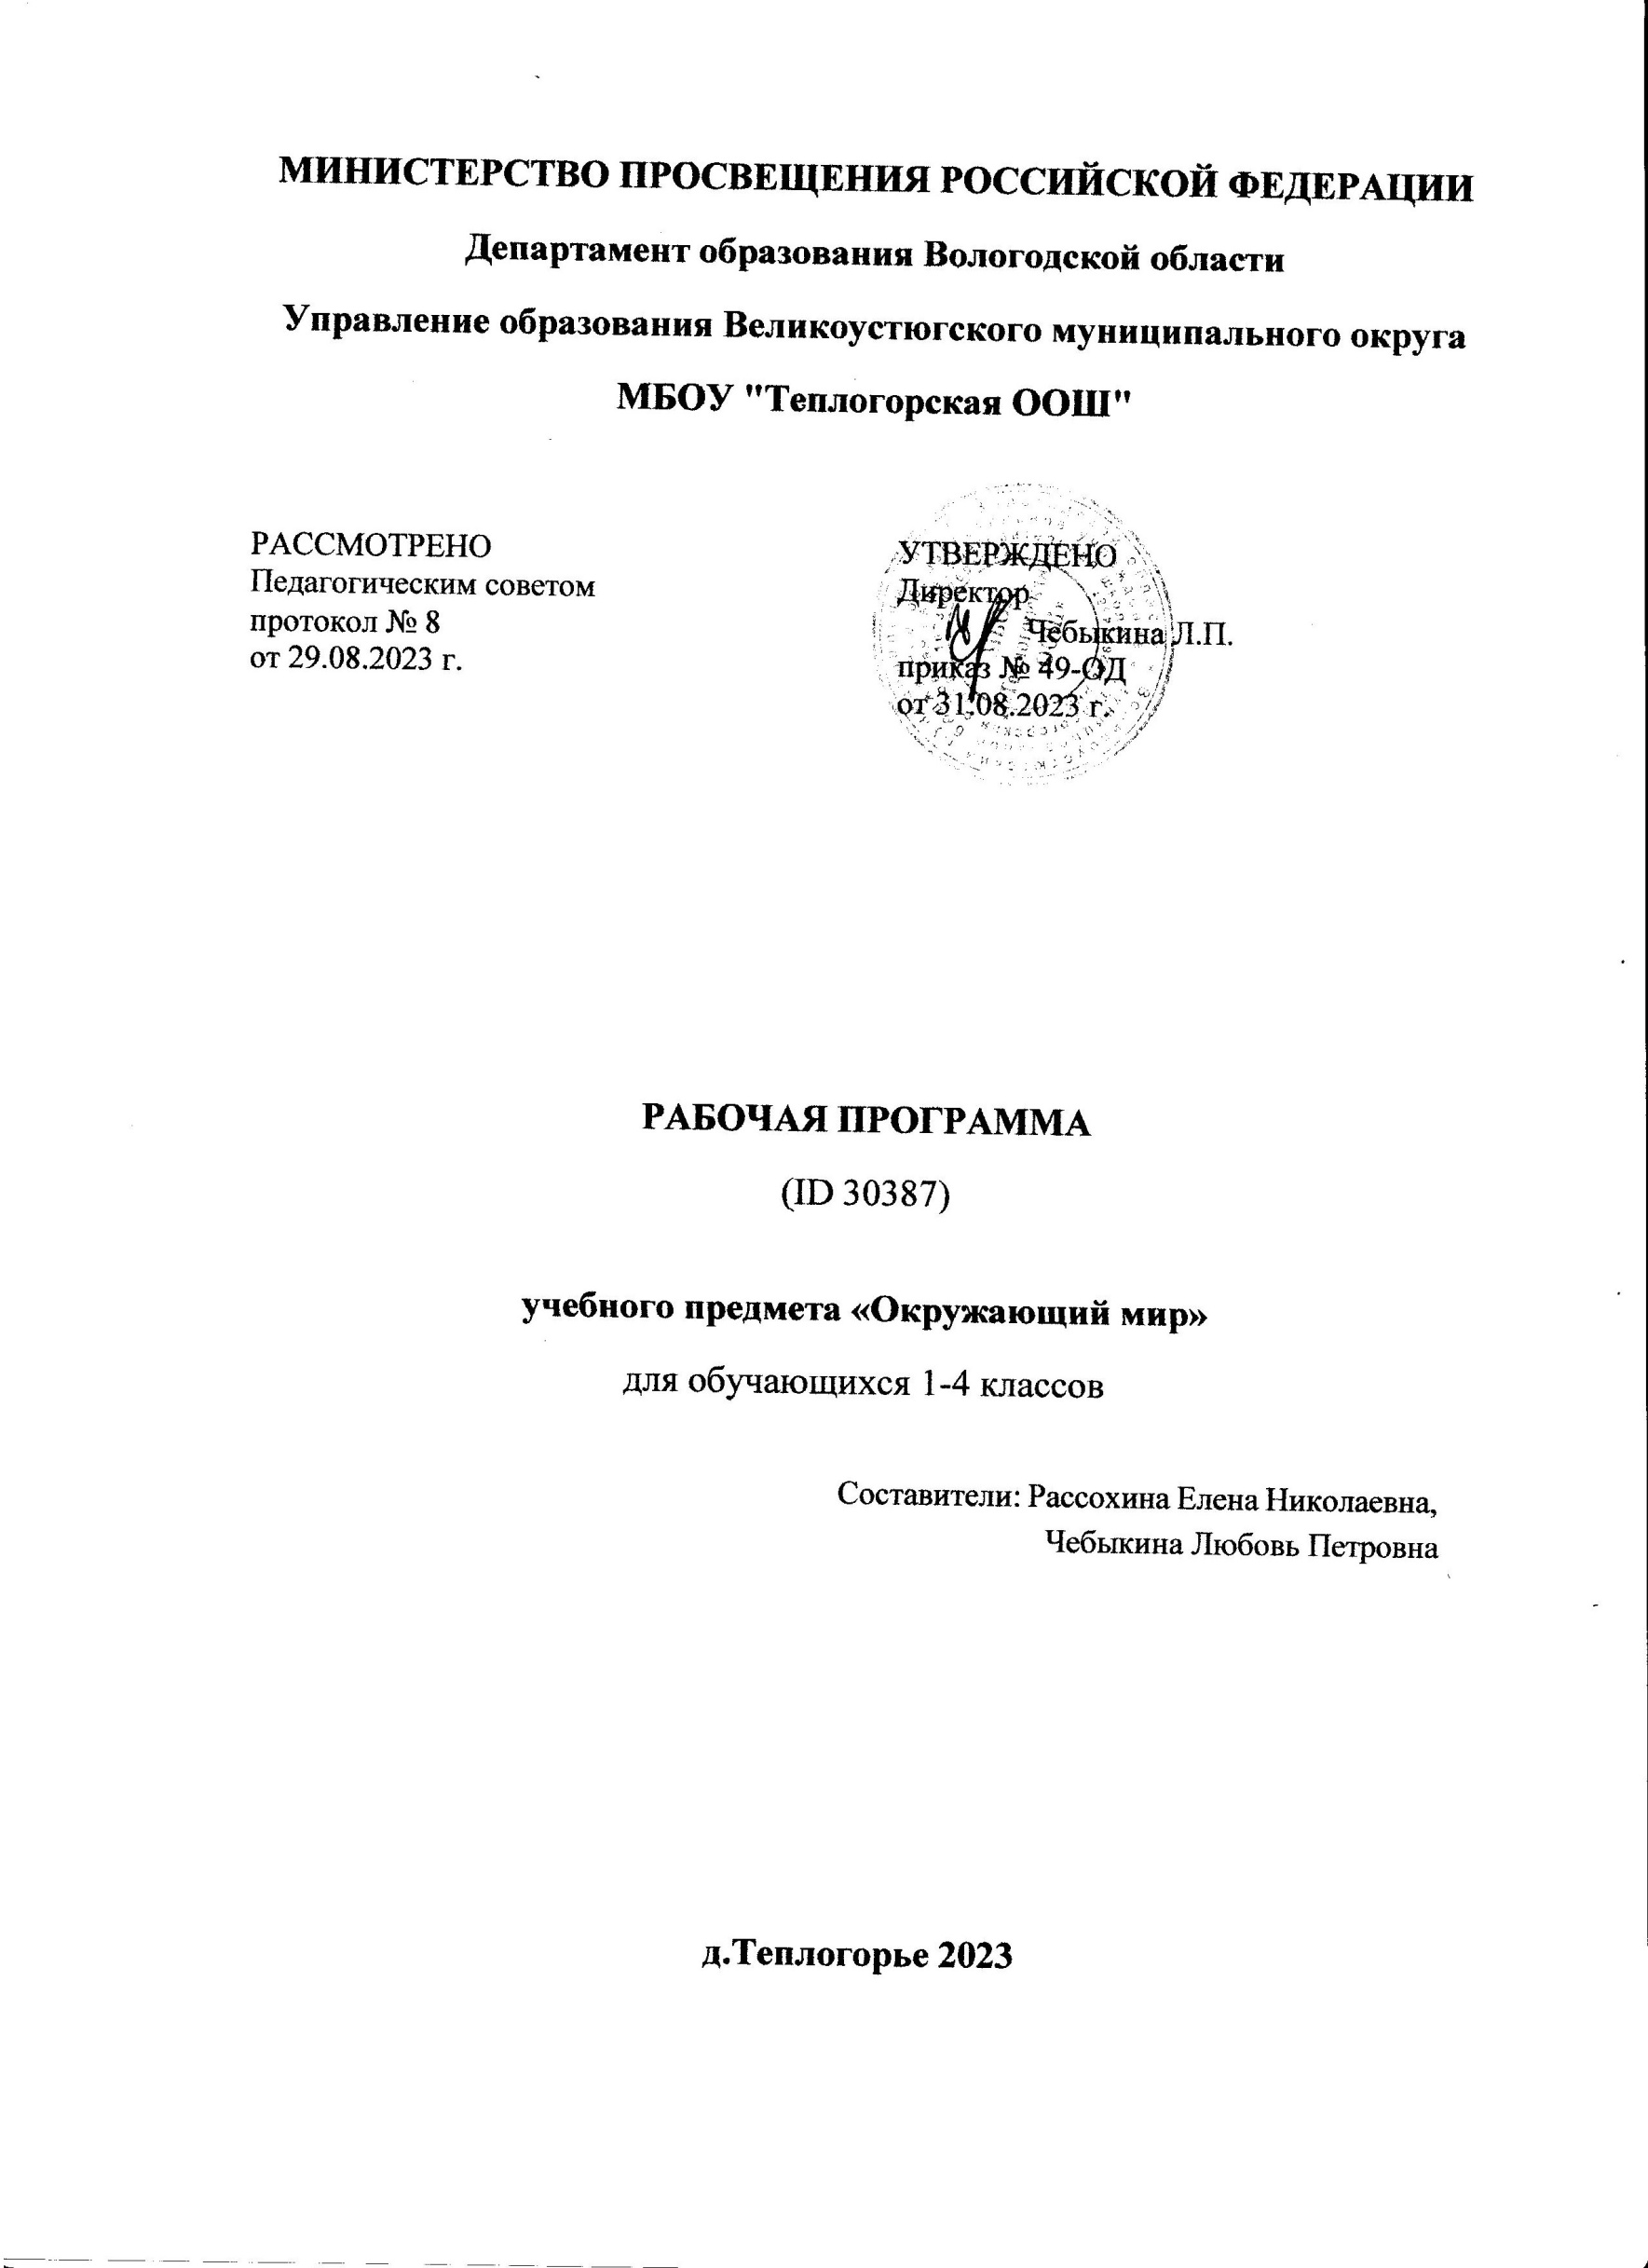 МИНИСТЕРСТВО ПРОСВЕЩЕНИЯ РОССИЙСКОЙ ФЕДЕРАЦИИ
Департамент образования Вологодской области
Управление образования Великоустюгского муниципального округа
МБОУ "Теплогорская ООШ"
РАССМОТРЕНО
Педагогическим советом
протокол № 8
от 29.08.2023 г.
УТВЕРЖДЕНО
Директор
Чебыкина Л.П.
приказ № 49-ОД
от 31.08.2023 г.
РАБОЧАЯ ПРОГРАММА
(ID 30387)
учебного предмета «Окружающий мир»
для обучающихся 1-4 классов
Составители: Рассохина Елена Николаевна,
Чебыкина Любовь Петровна
д.Теплогорье 2023